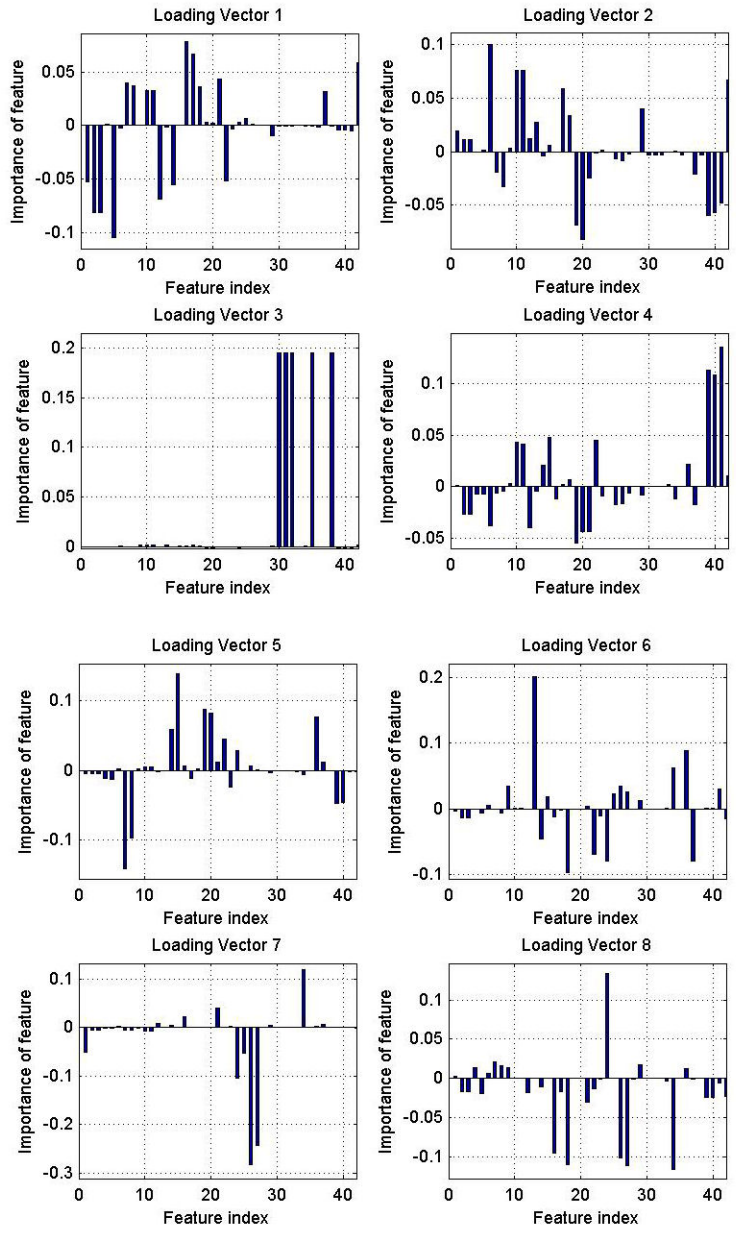 Loading Vector 1
0.05
0
-0.05
-0.1
Importance of feature
0 10 20 30 40
Feature index
Loading Vector 2
0.1
0.05
0
-0.05
Importance of feature
0 10 20 30 40
Feature index
Loading Vector 3
0.2
0.15
0.1
0.05
0
Importance of feature
0 10 20 30 40
Feature index
Loading Vector 4
0.1
0.05
0
-0.05
Importance of feature
0 10 20 30 40
Feature index
Loading Vector 5
0.1
0
-0.1
Importance of feature
0 10 20 30 40
Feature index
Loading Vector 6
0.2
0.1
0
-0.1
Importance of feature
0 10 20 30 40
Feature index
Loading Vector 7
0.1
0
-0.1
-0.2
-0.3
Importance of feature
0 10 20 30 40
Feature index
Loading Vector 8
0.1
0.05
0
-0.05
-0.1
Importance of feature
0 10 20 30 40
Feature index